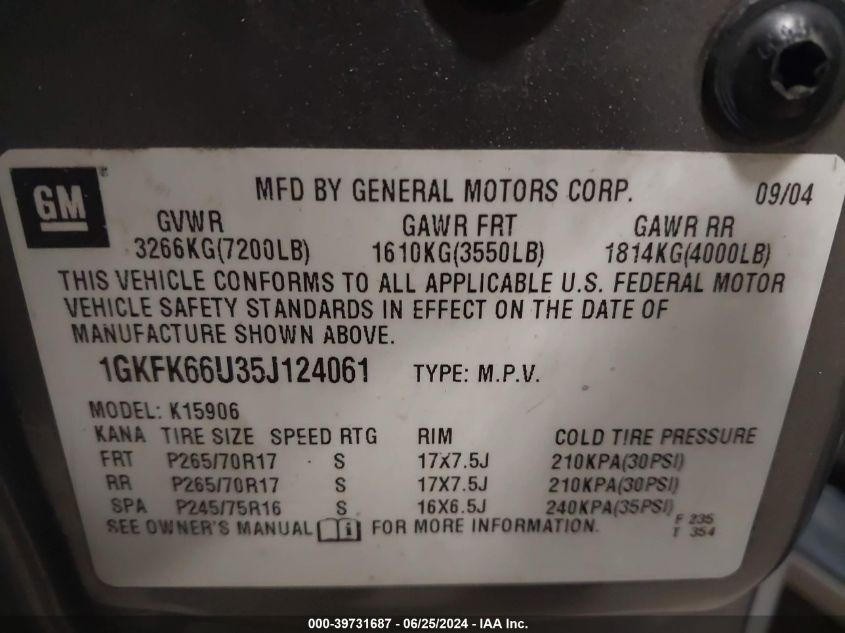 GM MFD BY GENERAL MOTORS CORP. 09/04
GVWR GAWR FRT GAWR RR
3266KG(7200LB) 1610KG(3550LB) 1814KG(4000LB)
THIS VEHICLE CONFORMS TO ALL APPLICABLE U.S. FEDERAL MOTOR
VEHICLE SAFETY STANDARDS IN EFFECT ON THE DATE OF
MANUFACTURE SHOWN ABOVE.
1GKFK66U35J124061 TYPE: M.P.V.
MODEL: K15906
KANA TIRE SIZE SPEED RTG RIM COLD TIRE PRESSURE
FRT P265/70R17 S 17X7.5J 210KPA(30PSI)
RR P265/70R17 S 17X7.5J 210KPA(30PSI)
SPA P245/75R16 S 16X6.5J 240KPA(35PSI)
SEE OWNER'S MANUAL i FOR MORE INFORMATION. F 235
T 354
000-39731687 / 06/25/2024 / IAA Inc.